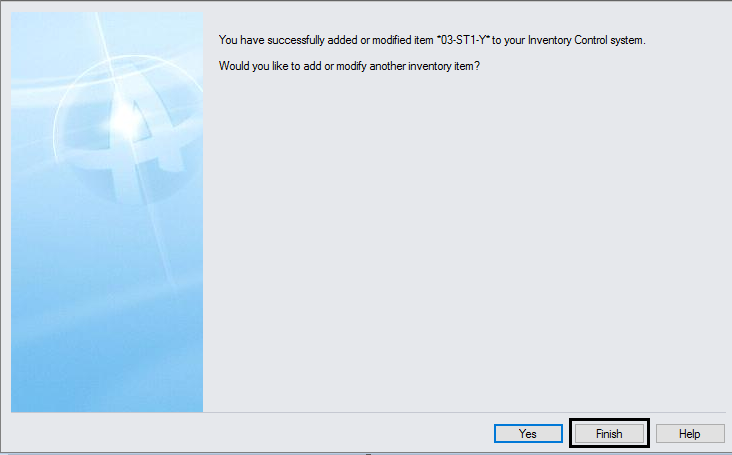 You have successfully added or modified item "03-ST1-Y" to your Inventory Control system.
Would you like to add or modify another inventory item?
Yes
Finish
Help